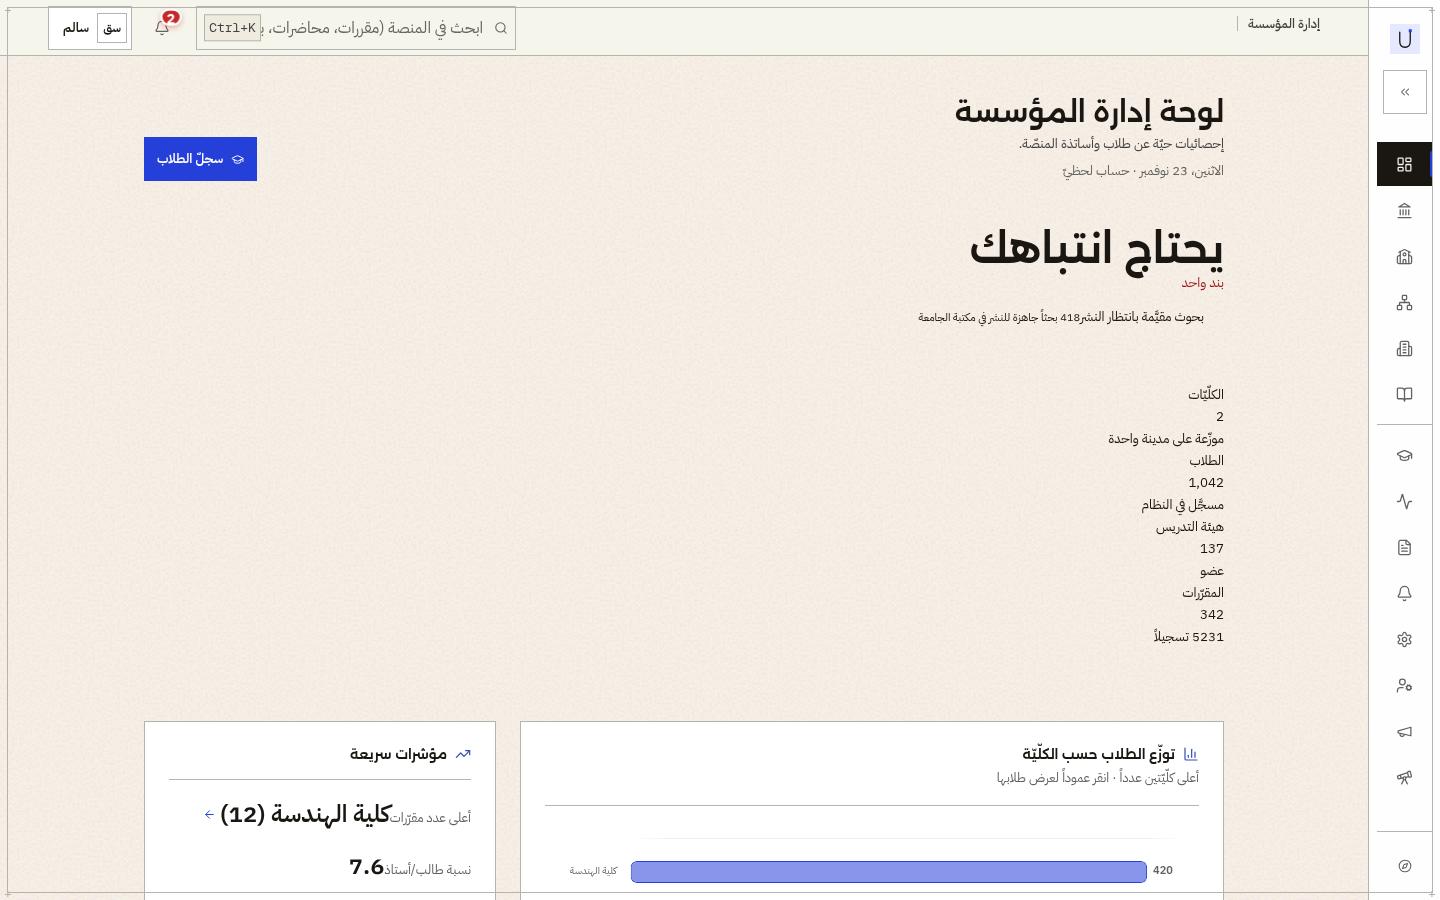 إدارة المؤسسة
ابحث في المنصة (مقررات، محاضرات، ب
Ctrl+K
2
سق
سالم
لوحة إدارة المؤسسة
إحصائيات حيّة عن طلاب وأساتذة المنصّة.
الاثنين، 23 نوفمبر · حساب لحظيّ
سجلّ الطلاب
يحتاج انتباهك
بند واحد
بحوث مقيَّمة بانتظار النشر418 بحثاً جاهزة للنشر في مكتبة الجامعة
الكلّيّات
2
موزّعة على مدينة واحدة
الطلاب
1,042
مسجَّل في النظام
هيئة التدريس
137
عضو
المقرّرات
342
5231 تسجيلاً
توزّع الطلاب حسب الكلّيّة
أعلى كلّيّتين عدداً · انقر عموداً لعرض طلابها
420
كلية الهندسة
مؤشرات سريعة
أعلى عدد مقرّرات كلية الهندسة (12) ←
نسبة طالب/أستاذ 7.6